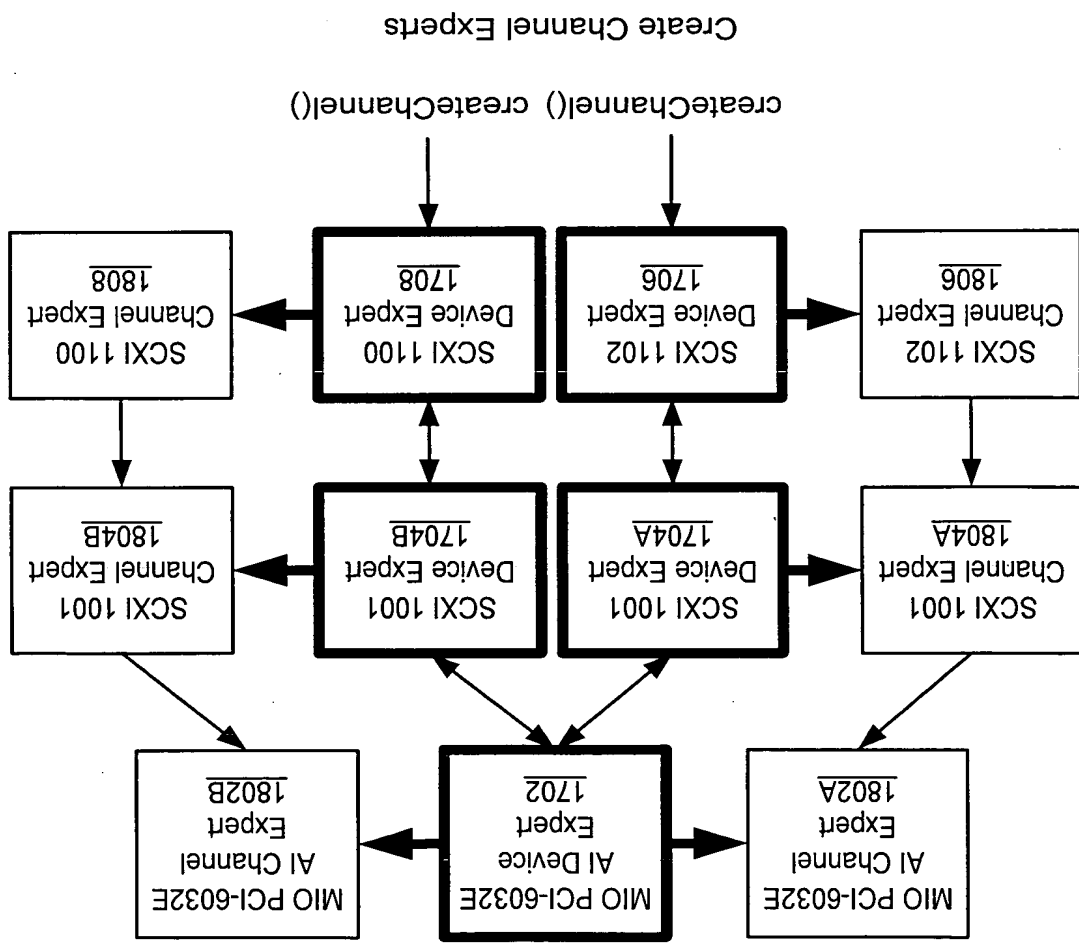 Create Channel Experts
createChannel()
createChannel()
SCXI 1102
Channel Expert
1806
SCXI 1102
Device Expert
1706
SCXI 1100
Device Expert
1708
SCXI 1100
Channel Expert
1808
SCXI 1001
Channel Expert
1804A
SCXI 1001
Device Expert
1704A
SCXI 1001
Device Expert
1704B
SCXI 1001
Channel Expert
1804B
MIO PCI-6032E
AI Channel
Expert
1802A
MIO PCI-6032E
AI Device
Expert
1702
MIO PCI-6032E
AI Channel
Expert
1802B